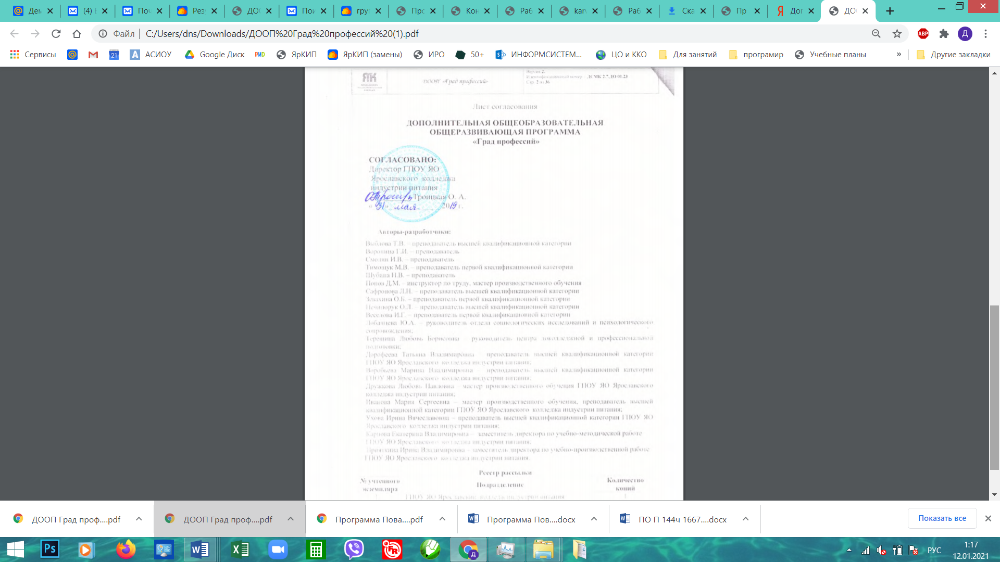 Дем
(4) В
Поч
Резу
ДОО
Пои
груп
Про
Кон
Раб
karv
Раб
Ска
Пр
Дог
ДОО
Файл C:/Users/dns/Downloads/ДООП%20Град%20профессий%20(1).pdf
ABP
Д
Сервисы
21
АСИОУ
Google Диск
ЯрКИП
ЯрКИП (замены)
ИРО
50+
ИНФОРМСИСТЕМ...
ЦО и ККО
Для занятий
програмир
Учебные планы
»
Другие закладки
ЯК
ДООП «Град профессий»
Версия 2.
Идентификационный номер – ДСМК 2.7.ДО 01.23
Стр. 2 из 36
Лист согласования
ДОПОЛНИТЕЛЬНАЯ ОБЩЕОБРАЗОВАТЕЛЬНАЯ
ОБЩЕРАЗВИВАЮЩАЯ ПРОГРАММА
«Град профессий»
СОГЛАСОВАНО:
Директор ГПОУ ЯО
Ярославского колледжа
индустрии питания
Троицкая О. А.
« 31» мая 2019 г.
Авторы-разработчики:
Выблова Т.В. – преподаватель высшей квалификационной категории
Воронина Г.И. – преподаватель
Смолин И.В. – преподаватель
Тимощук М.В. – преподаватель первой квалификационной категории
Шубина Н.В. – преподаватель
Попов Д.М. – инструктор по труду, мастер производственного обучения
Сафронова Л.Н. – преподаватель высшей квалификационной категории
Зевахина О.Б. – преподаватель первой квалификационной категории
Нечипорук О.Л. – преподаватель высшей квалификационной категории
Веселова И.Г. – преподаватель первой квалификационной категории
Лобанцева Ю.А. – руководитель отдела социологических исследований и психологического
сопровождения;
Терешина Любовь Борисовна – руководитель центра доколледжной и профессиональной
подготовки;
Дорофеева Татьяна Владимировна – преподаватель высшей квалификационной категории
ГПОУ ЯО Ярославского колледжа индустрии питания;
Воробьева Марина Владимировна – преподаватель высшей квалификационной категории
ГПОУ ЯО Ярославского колледжа индустрии питания;
Дружкова Любовь Павловна – мастер производственного обучения ГПОУ ЯО Ярославского
колледжа индустрии питания;
Иванова Мария Сергеевна – мастер производственного обучения, преподаватель высшей
квалификационной категории ГПОУ ЯО Ярославского колледжа индустрии питания;
Ухова Ирина Вячеславовна – преподаватель высшей квалификационной категории ГПОУ ЯО
Ярославского колледжа индустрии питания;
Карпова Екатерина Владимировна – заместитель директора по учебно-методической работе
ГПОУ ЯО Ярославского колледжа индустрии питания;
Прияткина Ирина Владимировна – заместитель директора по учебно-производственной работе
ГПОУ ЯО Ярославского колледжа индустрии питания.
Реестр рассылки
№ учтенного
экземпляра
Подразделение
Количество
копий
1 ГПОУ ЯО Ярославский колледж индустрии питания 1
ДООП Град проф....pdf
ДООП Град проф....pdf
Программа Пова....pdf
Программа Пов....docx
ПО П 144ч 1667....docx
Показать все
Ps
РУС
1:17
12.01.2021